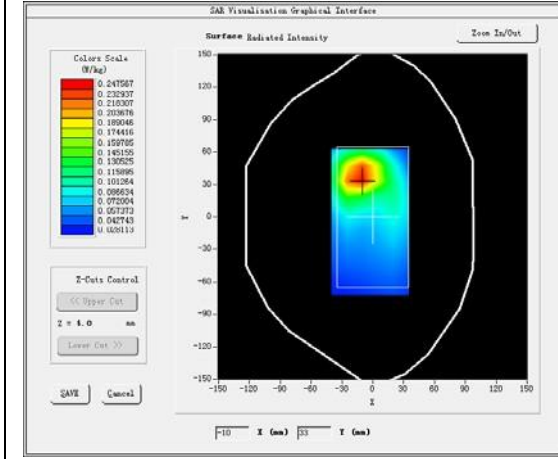 SAR Visualisation Graphical Interface
Surface Radiated Intensity
Zoom In/Out
Colors Scale
(W/kg)
0.247567
0.232937
0.218307
0.203676
0.189046
0.174416
0.159785
0.145155
0.130525
0.115895
0.101264
0.086634
0.072004
0.057373
0.042743
0.028113
150
120
90
60
30
0
-30
-60
-90
-120
-150
Y
-150 -120 -90 -60 -30 0 30 60 90 120 150
X
Z-Cuts Control
<< Upper Cut
Z = 4.0 mm
Lower Cut >>
SAVE Cancel
-10 X (mm) 33 Y (mm)